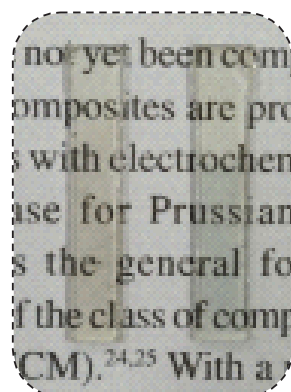 not yet been com
omposites are pro
s with electrochen
ase for Prussian
s the general fo
f the class of comp
CM).24,25 With a